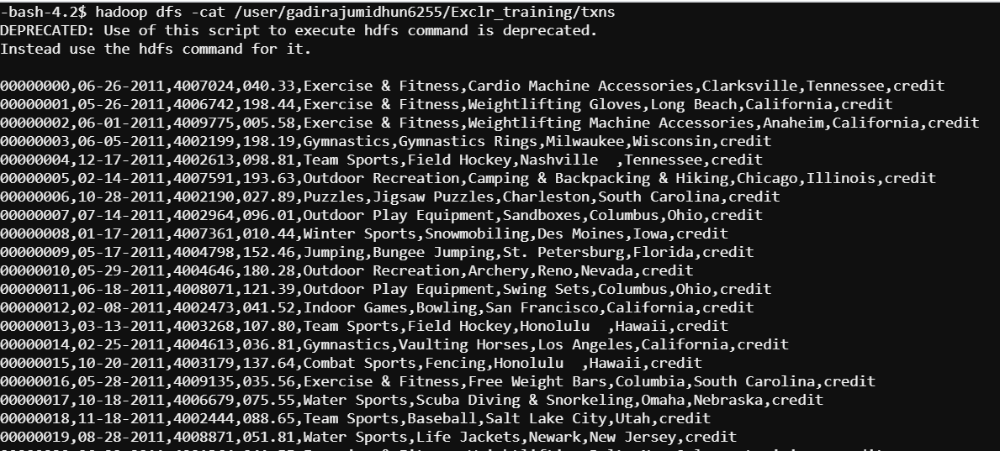 -bash-4.2$ hadoop dfs -cat /user/gadirajumidhun6255/Exclr_training/txns
DEPRECATED: Use of this script to execute hdfs command is deprecated.
Instead use the hdfs command for it.
00000000,06-26-2011,4007024,040.33,Exercise & Fitness,Cardio Machine Accessories,Clarksville,Tennessee,credit
00000001,05-26-2011,4006742,198.44,Exercise & Fitness,Weightlifting Gloves,Long Beach,California,credit
00000002,06-01-2011,4009775,005.58,Exercise & Fitness,Weightlifting Machine Accessories,Anaheim,California,credit
00000003,06-05-2011,4002199,198.19,Gymnastics,Gymnastics Rings,Milwaukee,Wisconsin,credit
00000004,12-17-2011,4002613,098.81,Team Sports,Field Hockey,Nashville  ,Tennessee,credit
00000005,02-14-2011,4007591,193.63,Outdoor Recreation,Camping & Backpacking & Hiking,Chicago,Illinois,credit
00000006,10-28-2011,4002190,027.89,Puzzles,Jigsaw Puzzles,Charleston,South Carolina,credit
00000007,07-14-2011,4002964,096.01,Outdoor Play Equipment,Sandboxes,Columbus,Ohio,credit
00000008,01-17-2011,4007361,010.44,Winter Sports,Snowmobiling,Des Moines,Iowa,credit
00000009,05-17-2011,4004798,152.46,Jumping,Bungee Jumping,St. Petersburg,Florida,credit
00000010,05-29-2011,4004646,180.28,Outdoor Recreation,Archery,Reno,Nevada,credit
00000011,06-18-2011,4008071,121.39,Outdoor Play Equipment,Swing Sets,Columbus,Ohio,credit
00000012,02-08-2011,4002473,041.52,Indoor Games,Bowling,San Francisco,California,credit
00000013,03-13-2011,4003268,107.80,Team Sports,Field Hockey,Honolulu  ,Hawaii,credit
00000014,02-25-2011,4004613,036.81,Gymnastics,Vaulting Horses,Los Angeles,California,credit
00000015,10-20-2011,4003179,137.64,Combat Sports,Fencing,Honolulu  ,Hawaii,credit
00000016,05-28-2011,4009135,035.56,Exercise & Fitness,Free Weight Bars,Columbia,South Carolina,credit
00000017,10-18-2011,4006679,075.55,Water Sports,Scuba Diving & Snorkeling,Omaha,Nebraska,credit
00000018,11-18-2011,4002444,088.65,Team Sports,Baseball,Salt Lake City,Utah,credit
00000019,08-28-2011,4008871,051.81,Water Sports,Life Jackets,Newark,New Jersey,credit